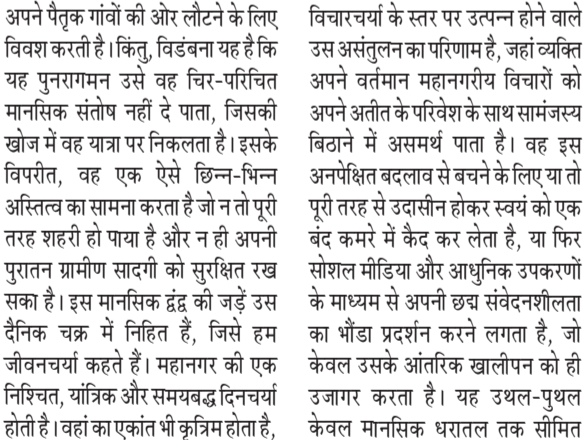 अपने पैतृक गांवों की ओर लौटने के लिए
विवश करती है। किंतु, विडंबना यह है कि
यह पुनरागमन उसे वह चिर-परिचित
मानसिक संतोष नहीं दे पाता, जिसकी
खोज में वह यात्रा पर निकलता है। इसके
विपरीत, वह एक ऐसे छिन्न-भिन्न
अस्तित्व का सामना करता है जो न तो पूरी
तरह शहरी हो पाया है और न ही अपनी
पुरातन ग्रामीण सादगी को सुरक्षित रख
सका है। इस मानसिक द्वंद्व की जड़ें उस
दैनिक चक्र में निहित हैं, जिसे हम
जीवनचर्या कहते हैं। महानगर की एक
निश्चित, यांत्रिक और समयबद्ध दिनचर्या
होती है। वहां का एकांत भी कृत्रिम होता है,
विचारचर्या के स्तर पर उत्पन्न होने वाले
उस असंतुलन का परिणाम है, जहां व्यक्ति
अपने वर्तमान महानगरीय विचारों को
अपने अतीत के परिवेश के साथ सामंजस्य
बिठाने में असमर्थ पाता है। वह इस
अनपेक्षित बदलाव से बचने के लिए या तो
पूरी तरह से उदासीन होकर स्वयं को एक
बंद कमरे में कैद कर लेता है, या फिर
सोशल मीडिया और आधुनिक उपकरणों
के माध्यम से अपनी छद्म संवेदनशीलता
का भौंडा प्रदर्शन करने लगता है, जो
केवल उसके आंतरिक खालीपन को ही
उजागर करता है। यह उथल-पुथल
केवल मानसिक धरातल तक सीमित